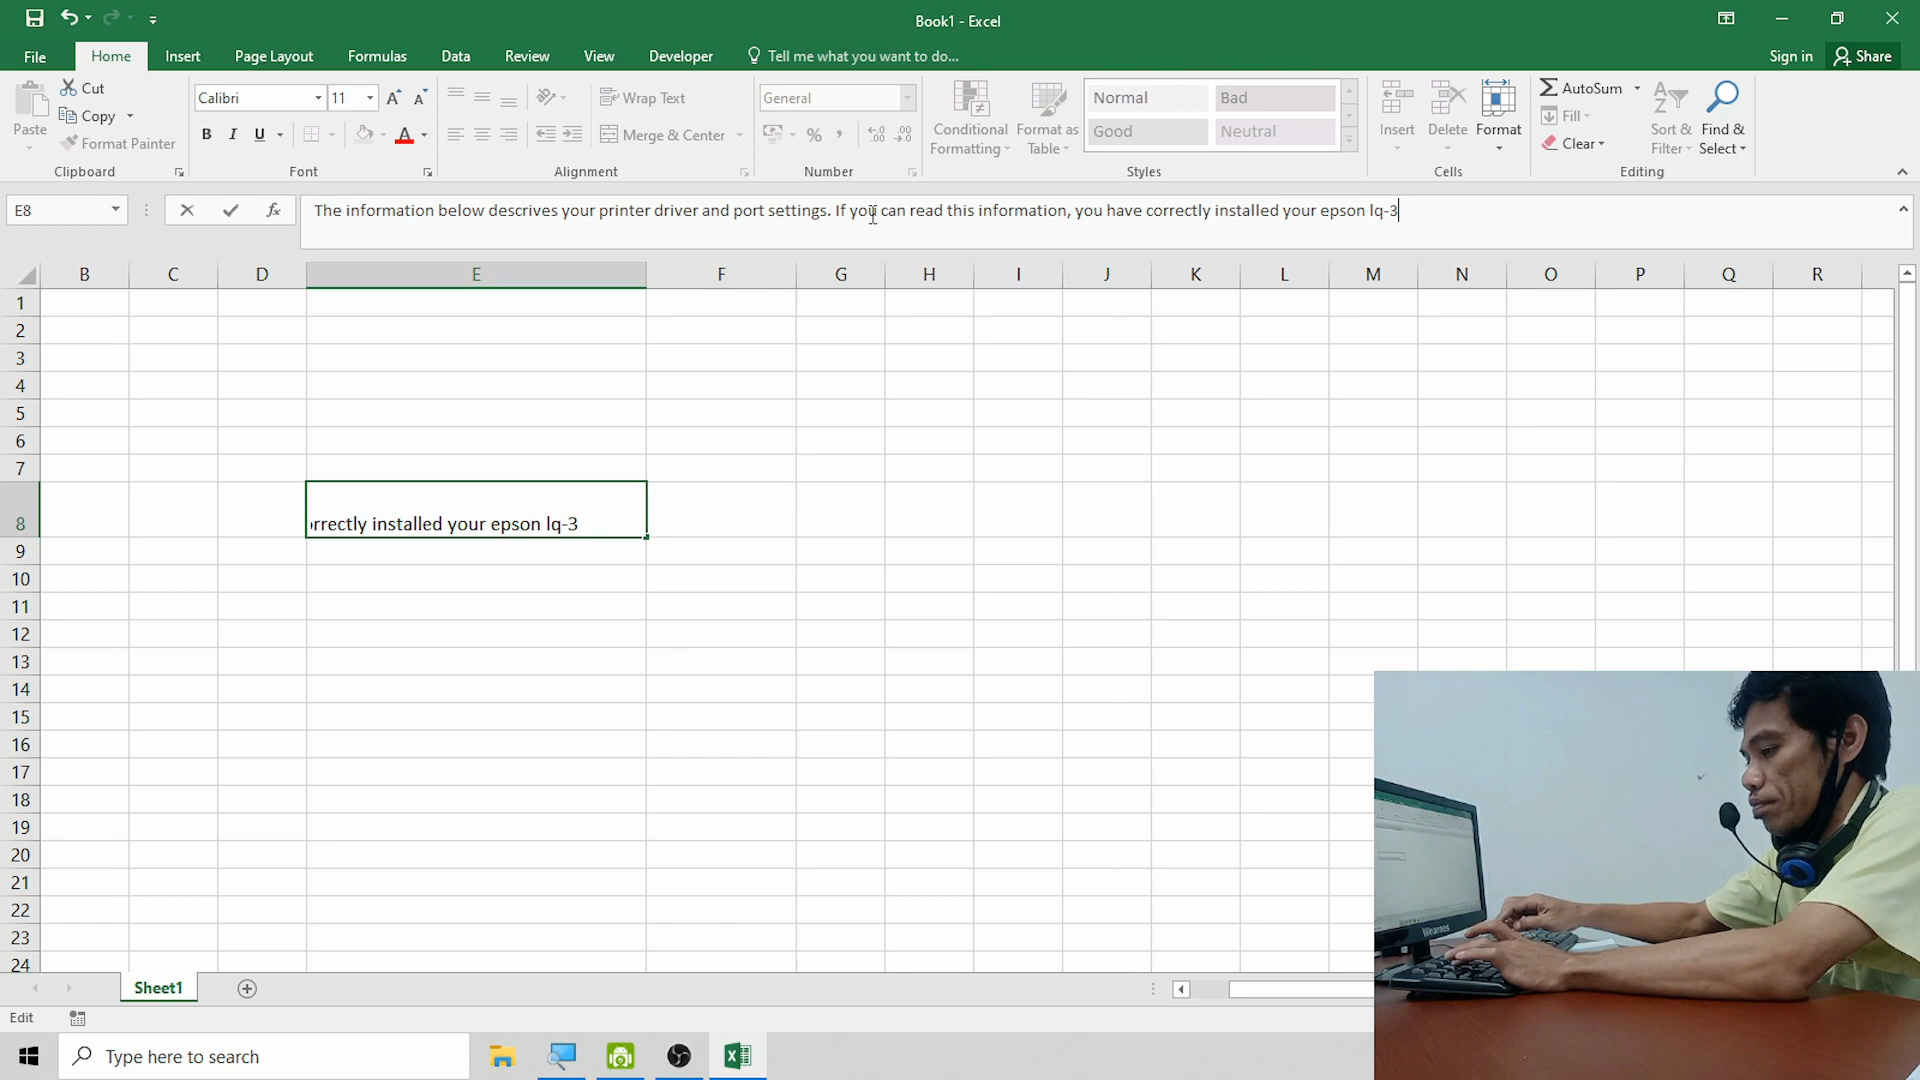 Book1 - Excel
File Home Insert Page Layout Formulas Data Review View Developer Tell me what you want to do... Sign in Share
Cut
Copy
Format Painter
Paste
Clipboard
Calibri 11
B I U
Font
Wrap Text
Merge & Center
Alignment
General
%
Number
Conditional Formatting
Format as Table
Normal Bad
Good Neutral
Styles
Insert Delete Format
Cells
AutoSum
Fill
Clear
Sort & Filter
Find & Select
Editing
E8 fx The information below descrives your printer driver and port settings. If you can read this information, you have correctly installed your epson lq-3
B C D E F G H I J K L M N O P Q R
1
2
3
4
5
6
7
8 orrectly installed your epson lq-3
9
10
11
12
13
14
15
16
17
18
19
20
21
22
23
24
Sheet1
Edit
Type here to search
Wearnes